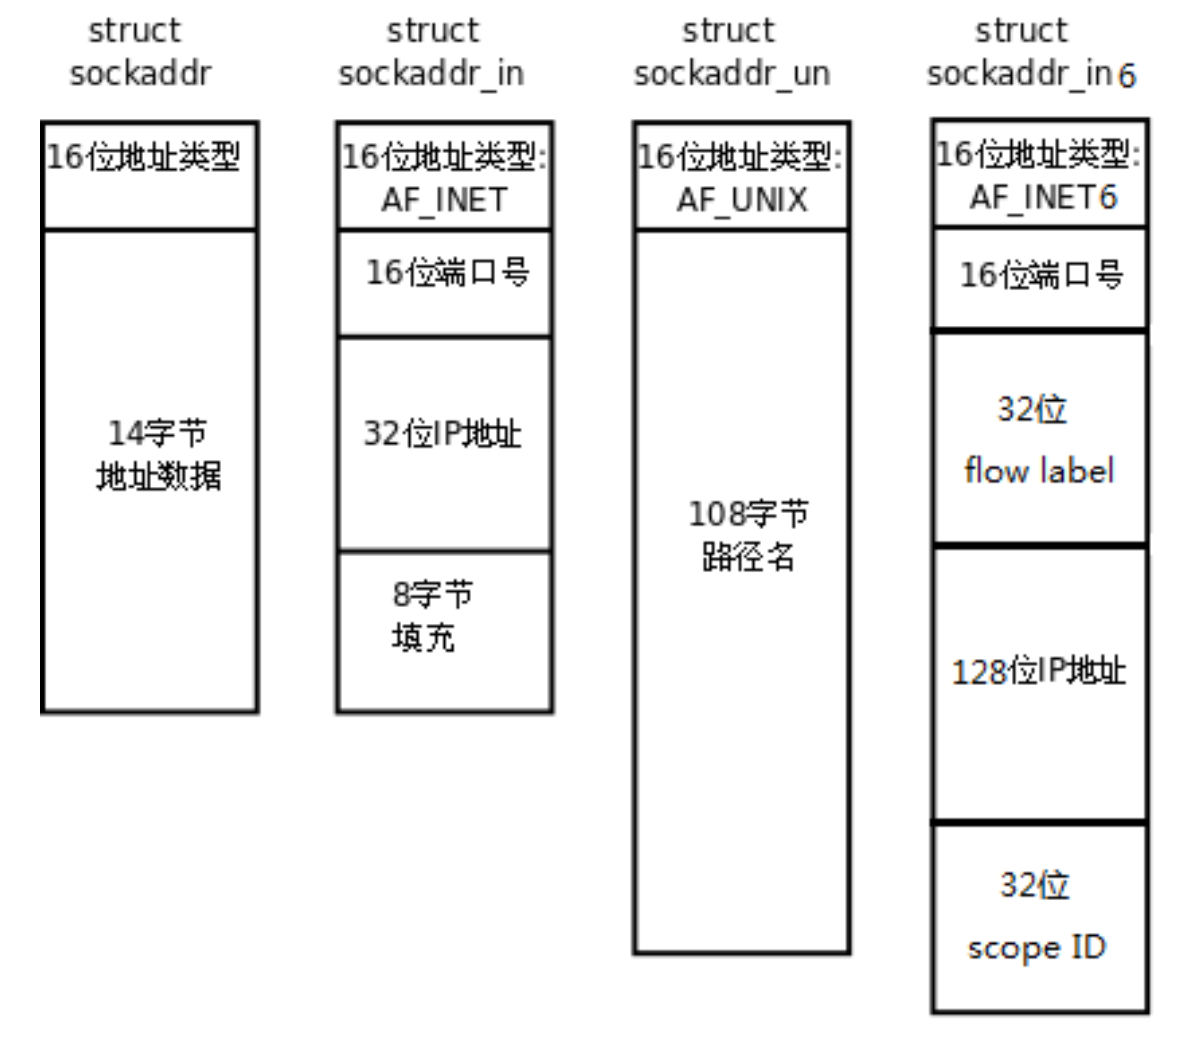 struct
sockaddr
16位地址类型
14字节
地址数据
struct
sockaddr_in
16位地址类型:
AF_INET
16位端口号
32位IP地址
8字节
填充
struct
sockaddr_un
16位地址类型:
AF_UNIX
108字节
路径名
struct
sockaddr_in6
16位地址类型:
AF_INET6
16位端口号
32位
flow label
128位IP地址
32位
scope ID